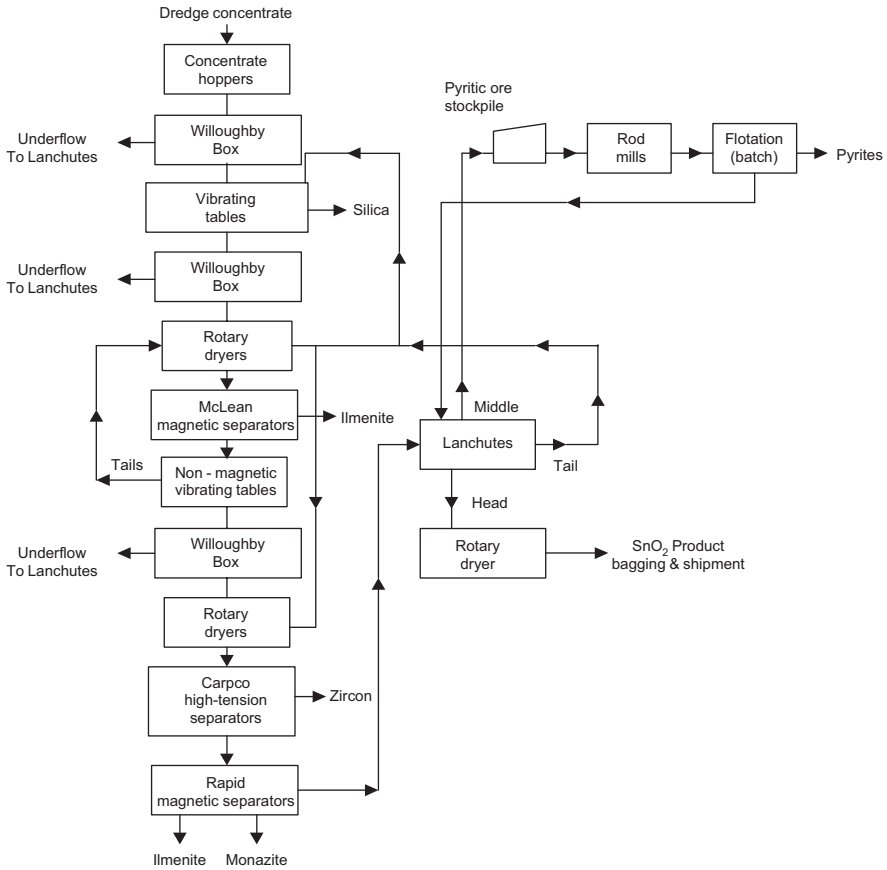 Dredge concentrate
Concentrate
hoppers
Underflow
To Lanchutes
Willoughby
Box
Vibrating
tables
Silica
Underflow
To Lanchutes
Willoughby
Box
Rotary
dryers
McLean
magnetic separators
Ilmenite
Tails
Non - magnetic
vibrating tables
Underflow
To Lanchutes
Willoughby
Box
Rotary
dryers
Carpco
high-tension
separators
Zircon
Rapid
magnetic separators
Ilmenite
Monazite
Pyritic ore
stockpile
Rod
mills
Flotation
(batch)
Pyrites
Middle
Lanchutes
Tail
Head
Rotary
dryer
SnO₂ Product
bagging & shipment